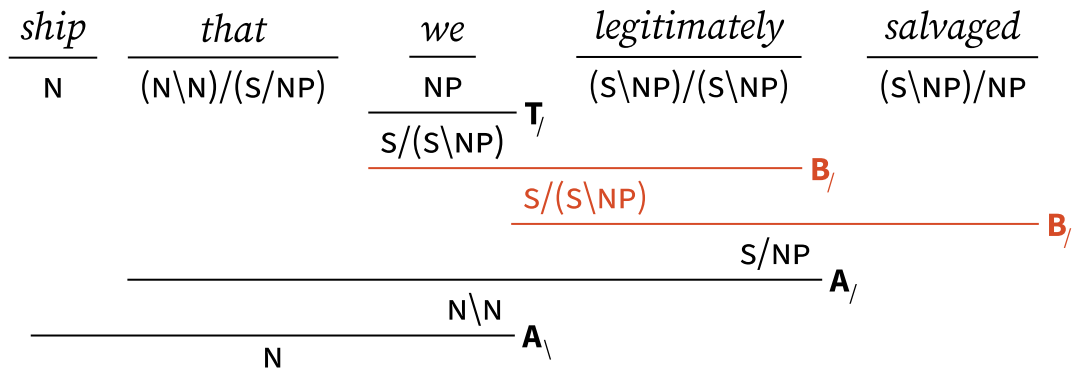 ship that we legitimately salvaged
N (N\N)/(S/NP) NP (S\NP)/(S\NP) (S\NP)/NP
T/
S/(S\NP)
B/
S/(S\NP)
B/
S/NP
A/
N\N
A\
N